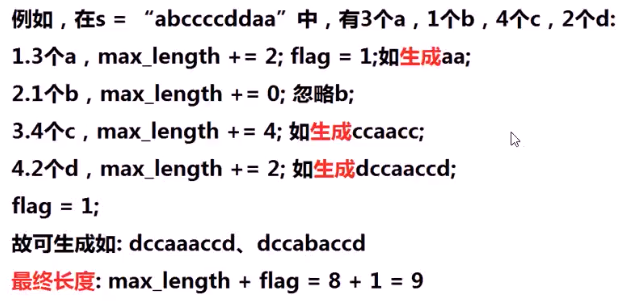 例如，在s = “abccccddaa”中，有3个a，1个b，4个c，2个d:
1.3个a，max_length += 2; flag = 1;如生成aa;
2.1个b，max_length += 0; 忽略b;
3.4个c，max_length += 4; 如生成ccaacc;
4.2个d，max_length += 2; 如生成dccaaccd;
flag = 1;
故可生成如: dccaaaccd、dccabaccd
最终长度: max_length + flag = 8 + 1 = 9